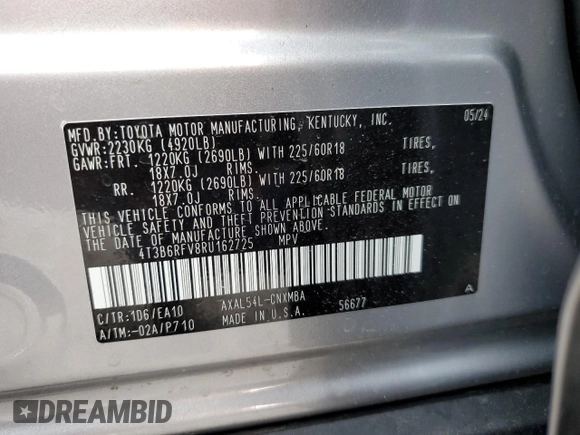 MFD.BY:TOYOTA MOTOR MANUFACTURING, KENTUCKY, INC. 05/24
GVWR:2230KG (4920LB)
GAWR:FRT. 1220KG (2690LB) WITH 225/60R18 TIRES,
18X7.0J RIMS.
RR. 1220KG (2690LB) WITH 225/60R18 TIRES,
18X7.0J RIMS.
THIS VEHICLE CONFORMS TO ALL APPLICABLE FEDERAL MOTOR
VEHICLE SAFETY AND THEFT PREVENTION STANDARDS IN EFFECT ON
THE DATE OF MANUFACTURE SHOWN ABOVE.
4T3B6RFV8RU162725 MPV
C/TR:1D6/EA10 AXAL54L-CNXMBA
A/TM:-02A/P710 MADE IN U.S.A. 56677 A
DREAMBID